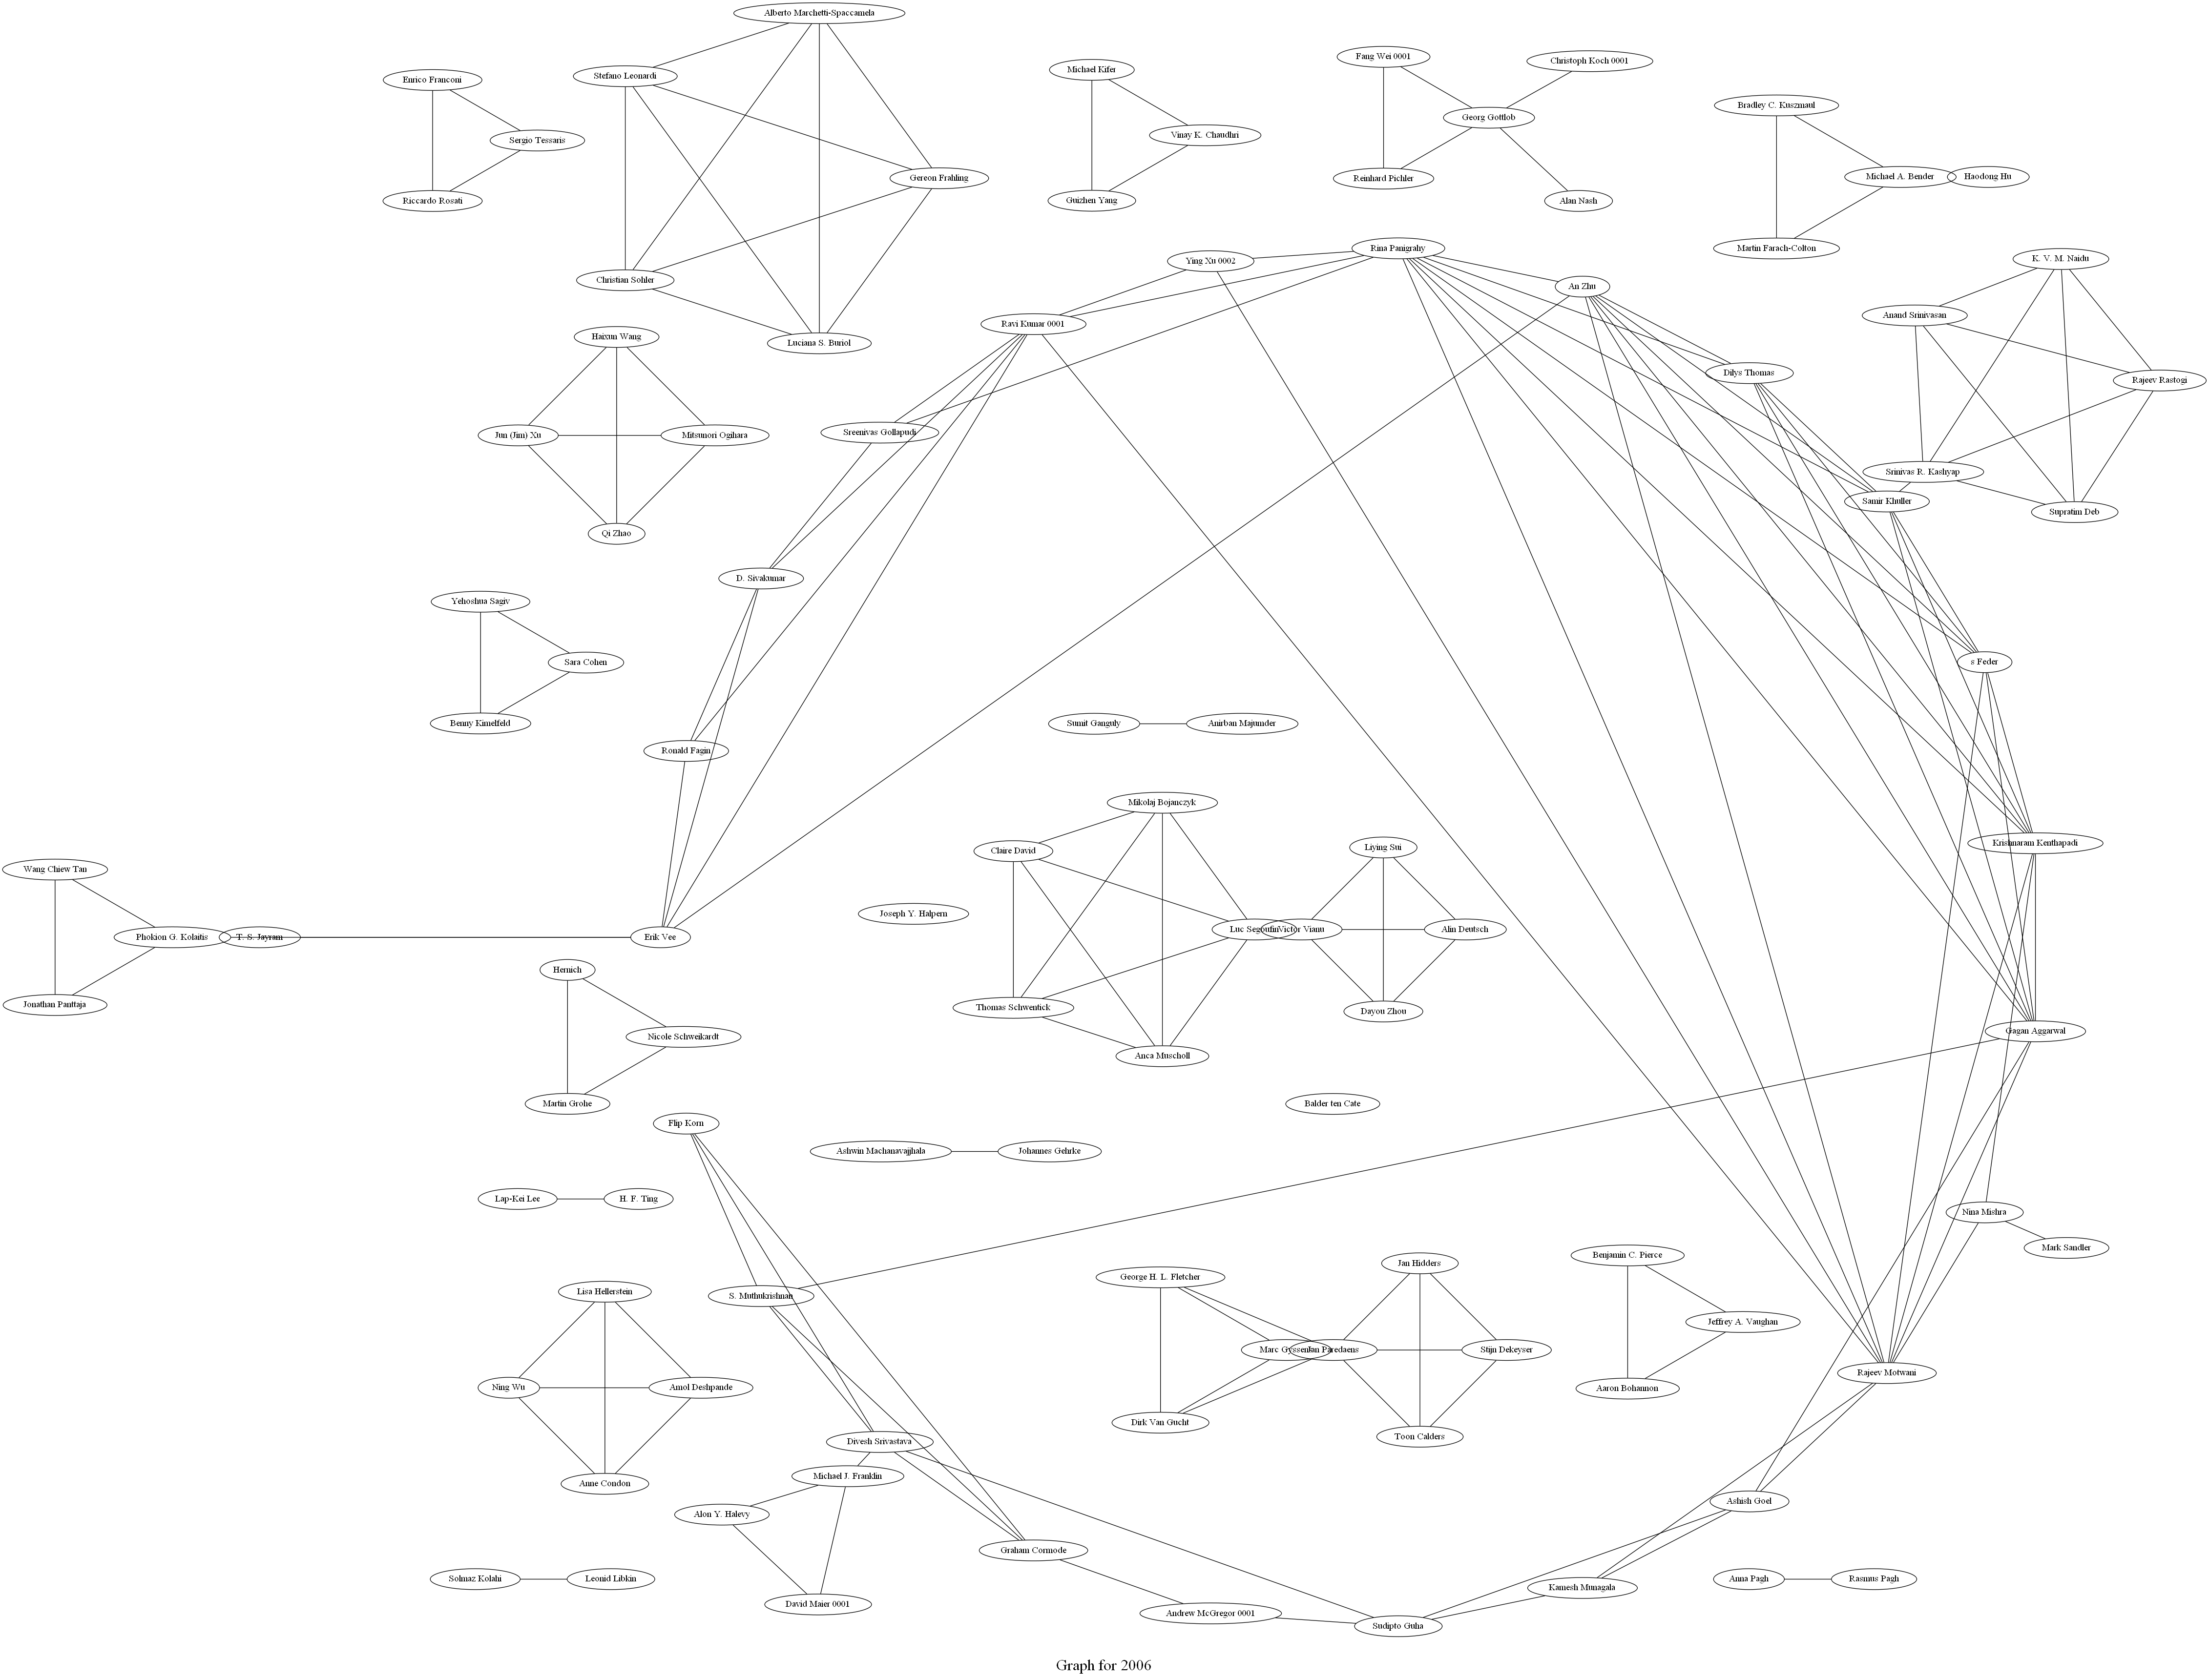 Alberto Marchetti-Spaccamela
Enrico Franconi
Stefano Leonardi
Michael Kifer
Fang Wei 0001
Christoph Koch 0001
Bradley C. Kuszmaul
Sergio Tessaris
Vinay K. Chaudhri
Georg Gottlob
Riccardo Rosati
Gereon Frahling
Guizhen Yang
Reinhard Pichler
Alan Nash
Michael A. Bender
Haodong Hu
Martin Farach-Colton
Christian Sohler
Ying Xu 0002
Rina Panigrahy
An Zhu
K. V. M. Naidu
Haixun Wang
Luciana S. Buriol
Ravi Kumar 0001
Anand Srinivasan
Dilys Thomas
Rajeev Rastogi
Jun (Jim) Xu
Mitsunori Ogihara
Sreenivas Gollapudi
Srinivas R. Kashyap
Samir Khuller
Supratim Deb
Qi Zhao
D. Sivakumar
Yehoshua Sagiv
Sara Cohen
s Feder
Benny Kimelfeld
Ronald Fagin
Sumit Ganguly
Anirban Majumder
Mikolaj Bojanczyk
Claire David
Liying Sui
Krishnaram Kenthapadi
Wang Chiew Tan
Joseph Y. Halpern
Phokion G. Kolaitis
T. S. Jayram
Erik Vee
Luc Segoufin
Victor Vianu
Alin Deutsch
Hernich
Jonathan Panttaja
Thomas Schwentick
Dayou Zhou
Nicole Schweikardt
Anca Muscholl
Gagan Aggarwal
Martin Grohe
Balder ten Cate
Flip Korn
Ashwin Machanavajjhala
Johannes Gehrke
Lap-Kei Lee
H. F. Ting
Nina Mishra
Mark Sandler
Lisa Hellerstein
S. Muthukrishnan
George H. L. Fletcher
Jan Hidders
Benjamin C. Pierce
Jeffrey A. Vaughan
Marc Gyssens
Jan Paredaens
Stijn Dekeyser
Rajeev Motwani
Ning Wu
Amol Deshpande
Aaron Bohannon
Dirk Van Gucht
Toon Calders
Divesh Srivastava
Anne Condon
Michael J. Franklin
Alon Y. Halevy
Ashish Goel
Graham Cormode
Solmaz Kolahi
Leonid Libkin
David Maier 0001
Andrew McGregor 0001
Sudipto Guha
Kamesh Munagala
Anna Pagh
Rasmus Pagh
Graph for 2006